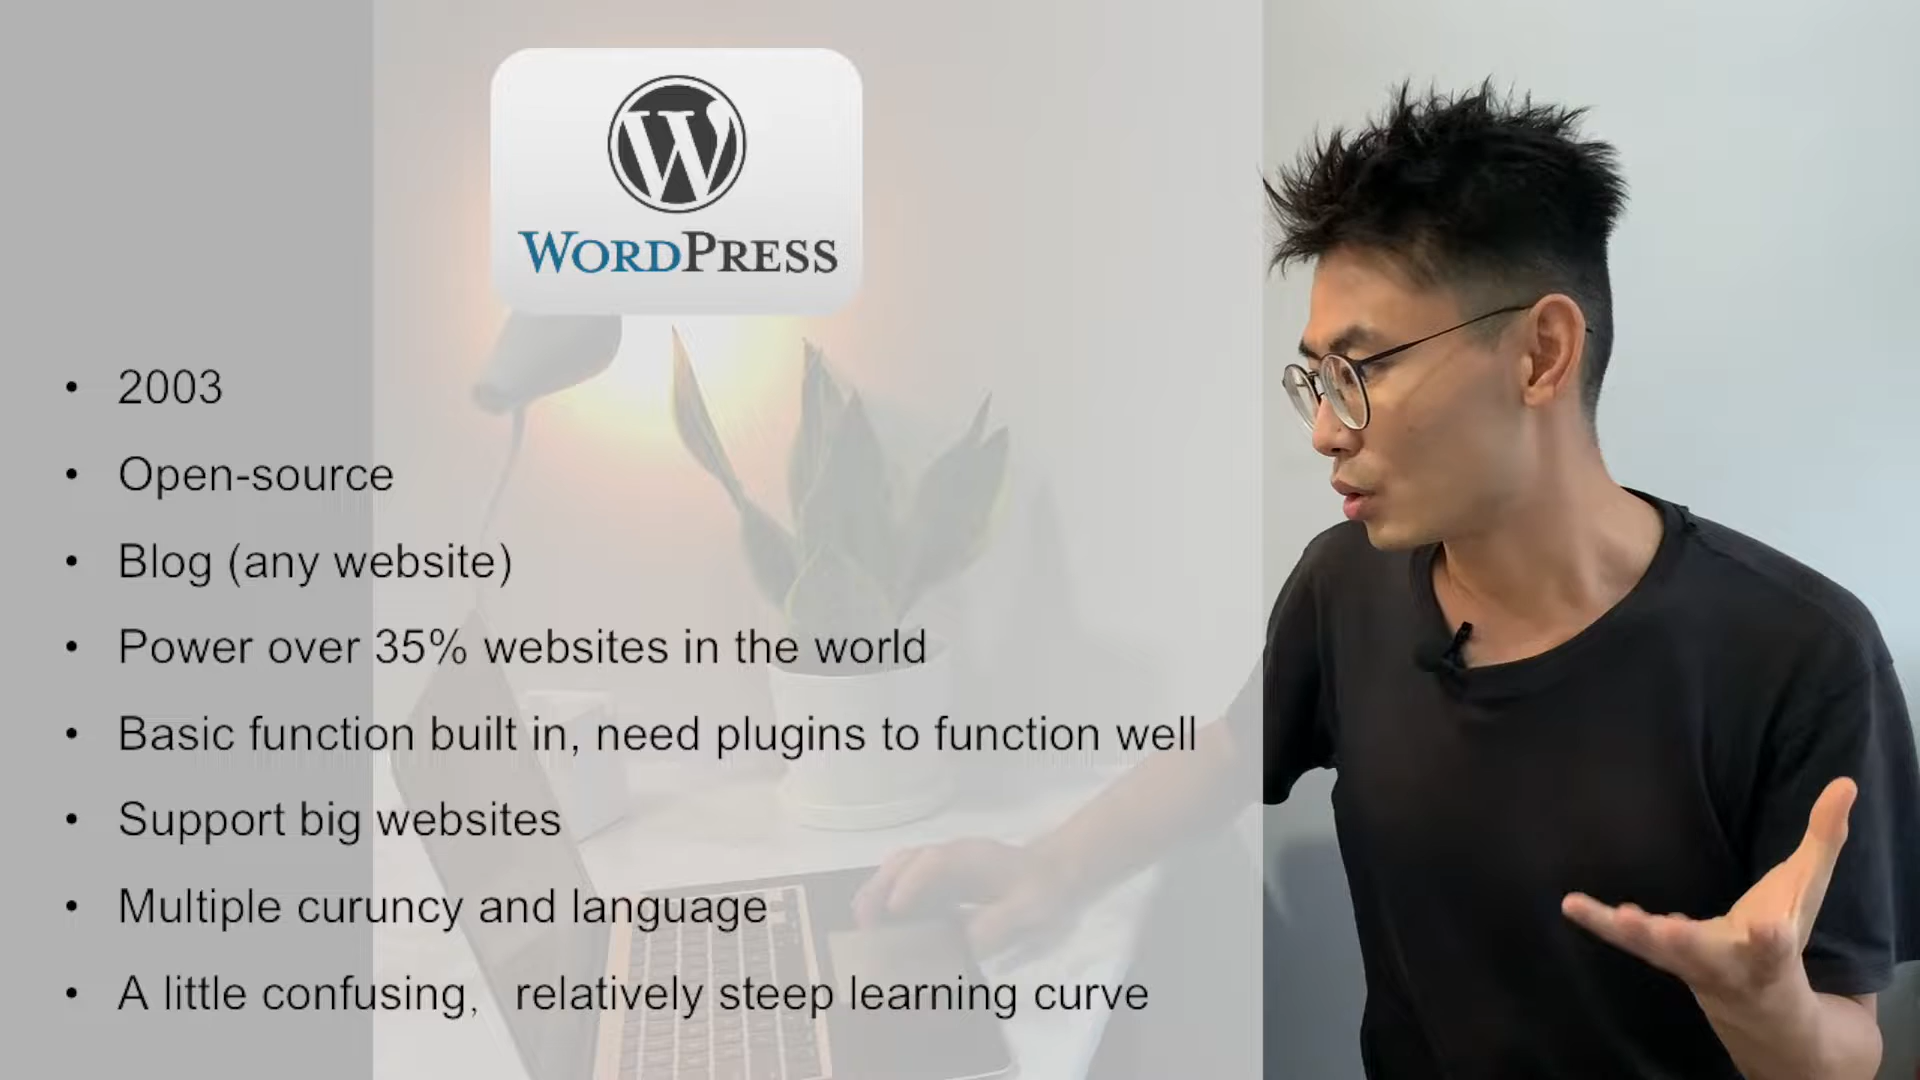 WORDPRESS
• 2003
• Open-source
• Blog (any website)
• Power over 35% websites in the world
• Basic function built in, need plugins to function well
• Support big websites
• Multiple curuncy and language
• A little confusing， relatively steep learning curve